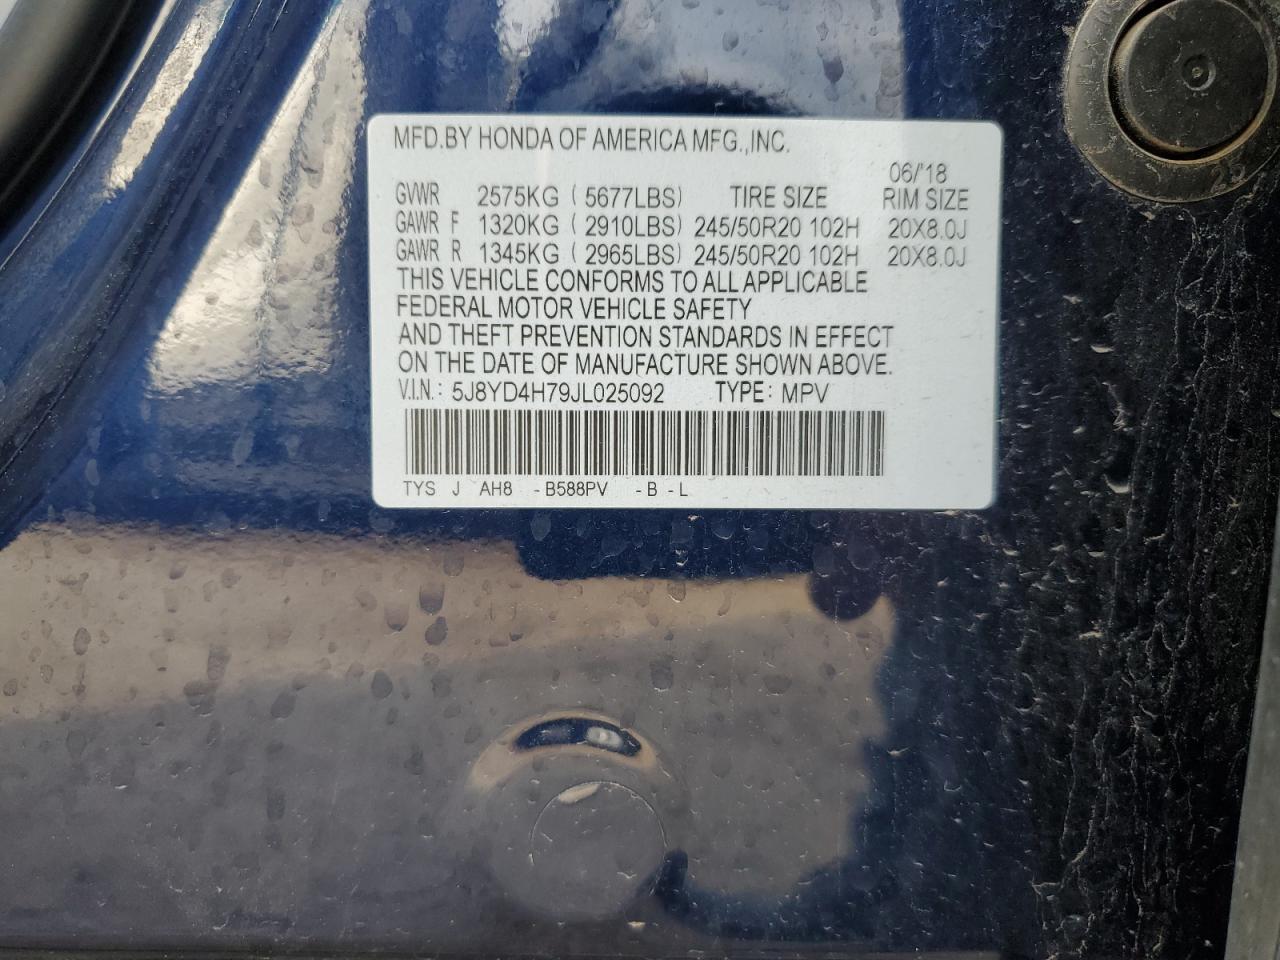 MFD.BY HONDA OF AMERICA MFG.,INC.
06/'18
GVWR 2575KG ( 5677LBS) TIRE SIZE RIM SIZE
GAWR F 1320KG ( 2910LBS) 245/50R20 102H 20X8.0J
GAWR R 1345KG ( 2965LBS) 245/50R20 102H 20X8.0J
THIS VEHICLE CONFORMS TO ALL APPLICABLE
FEDERAL MOTOR VEHICLE SAFETY
AND THEFT PREVENTION STANDARDS IN EFFECT
ON THE DATE OF MANUFACTURE SHOWN ABOVE.
V.I.N.: 5J8YD4H79JL025092 TYPE: MPV
TYS J AH8 -B588PV -B -L